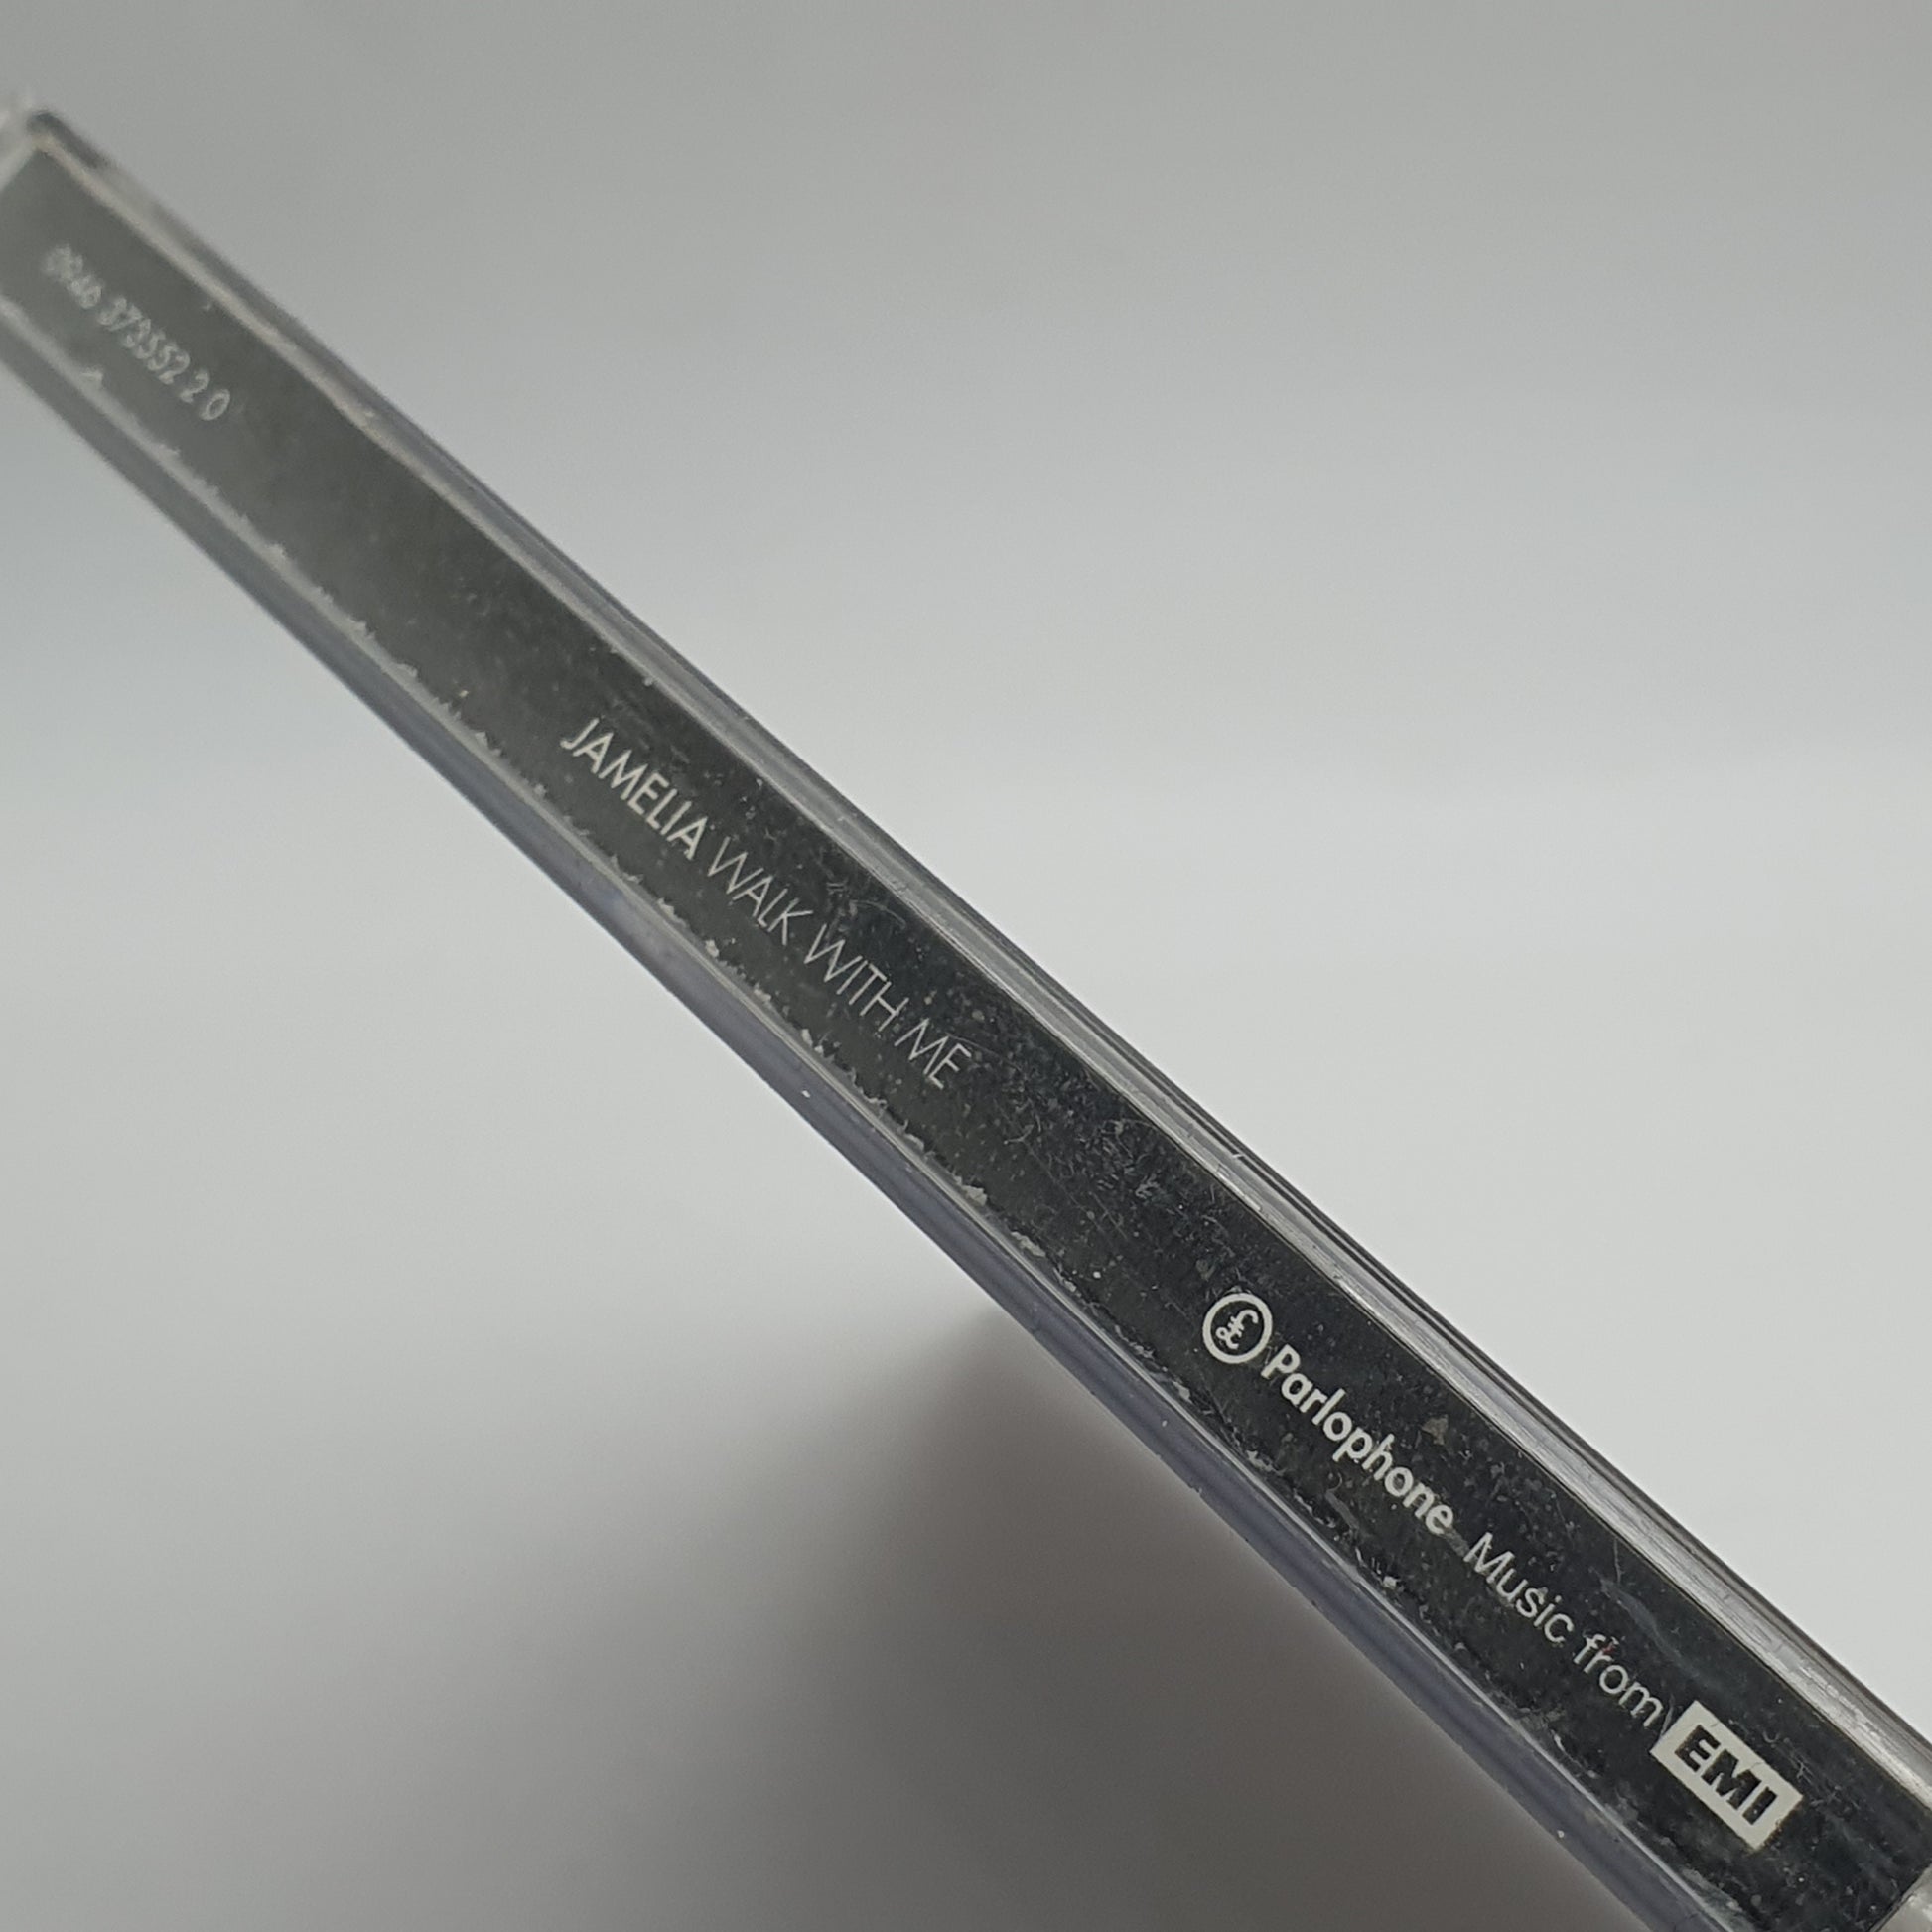 0946 373552 2 0
JAMELIA WALK WITH ME
£ Parlophone Music from EMI